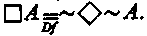 □A =Df ~◇~A.